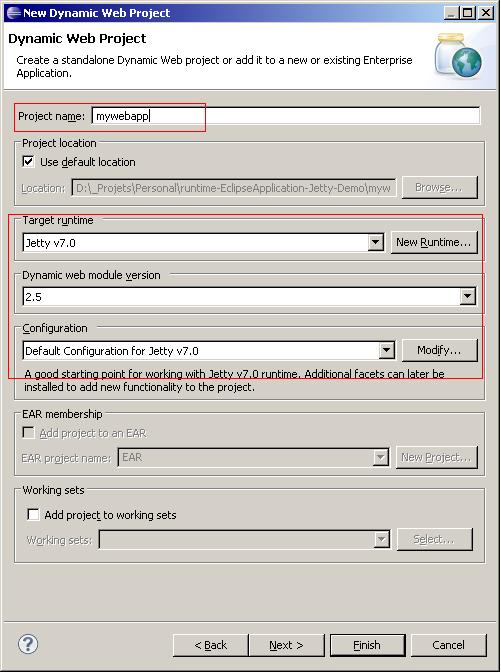 New Dynamic Web Project
Dynamic Web Project
Create a standalone Dynamic Web project or add it to a new or existing Enterprise
Application.
Project name: mywebapp
Project location
Use default location
Location: D:\_Projets\Personal\runtime-EclipseApplication-Jetty-Demo\myw Browse...
Target runtime
Jetty v7.0 New Runtime...
Dynamic web module version
2.5
Configuration
Default Configuration for Jetty v7.0 Modify...
A good starting point for working with Jetty v7.0 runtime. Additional facets can later be
installed to add new functionality to the project.
EAR membership
Add project to an EAR
EAR project name: EAR New Project...
Working sets
Add project to working sets
Working sets: Select...
? < Back Next > Finish Cancel